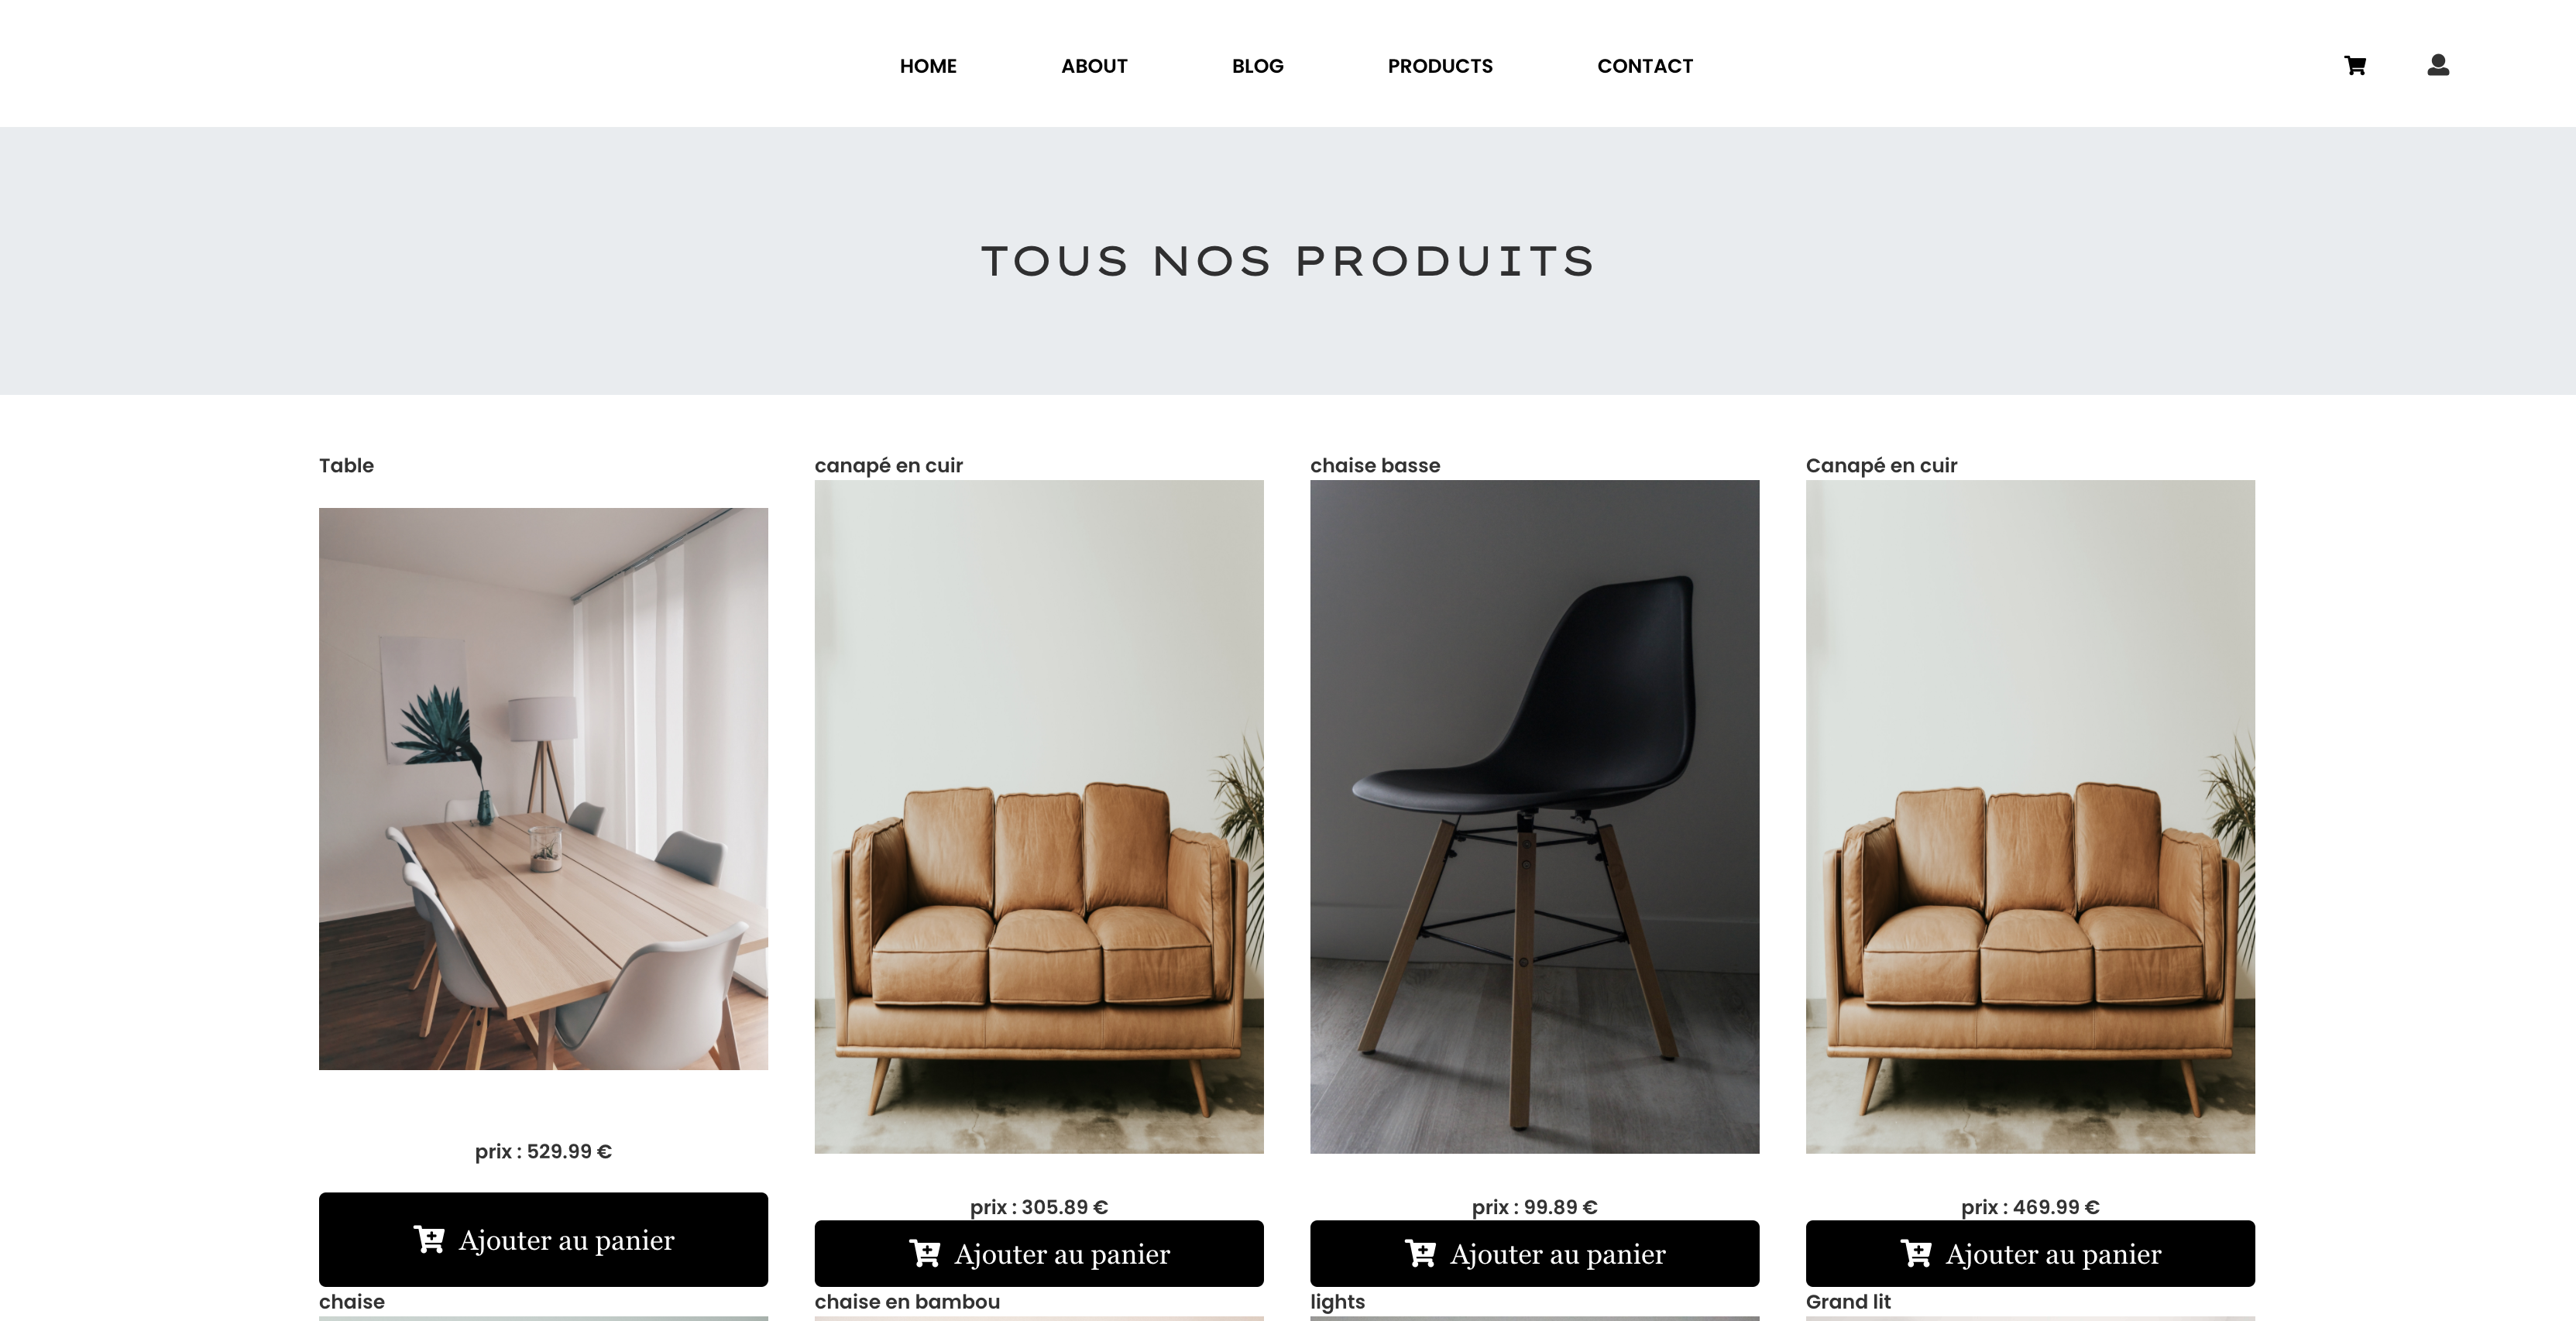 HOME ABOUT BLOG PRODUCTS CONTACT
TOUS NOS PRODUITS
Table
canapé en cuir
chaise basse
Canapé en cuir
prix : 529.99 €
prix : 305.89 €
prix : 99.89 €
prix : 469.99 €
Ajouter au panier
Ajouter au panier
Ajouter au panier
Ajouter au panier
chaise
chaise en bambou
lights
Grand lit